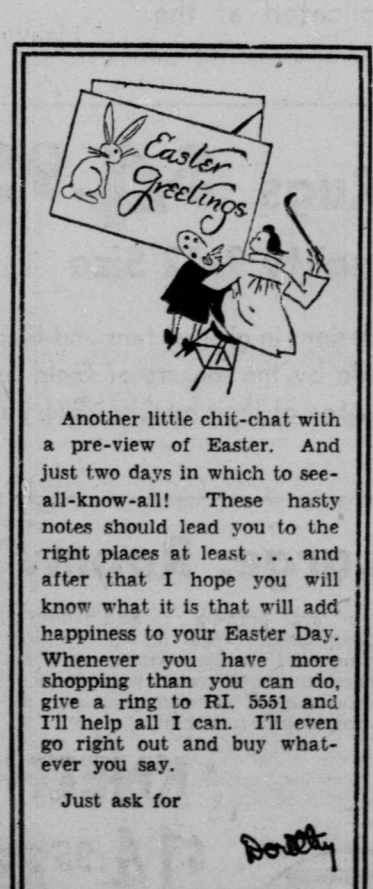 Easter
Greetings
Another little chit-chat with
a pre-view of Easter. And
just two days in which to see-
all-know-all! These hasty
notes should lead you to the
right places at least .... and
after that I hope you will
know what it is that will add
happiness to your Easter Day.
Whenever you have more
shopping than you can do,
give a ring to RI. 5551 and
I'll help all I can. I'll even
go right out and buy what-
ever you say.
Just ask for
Dorothy